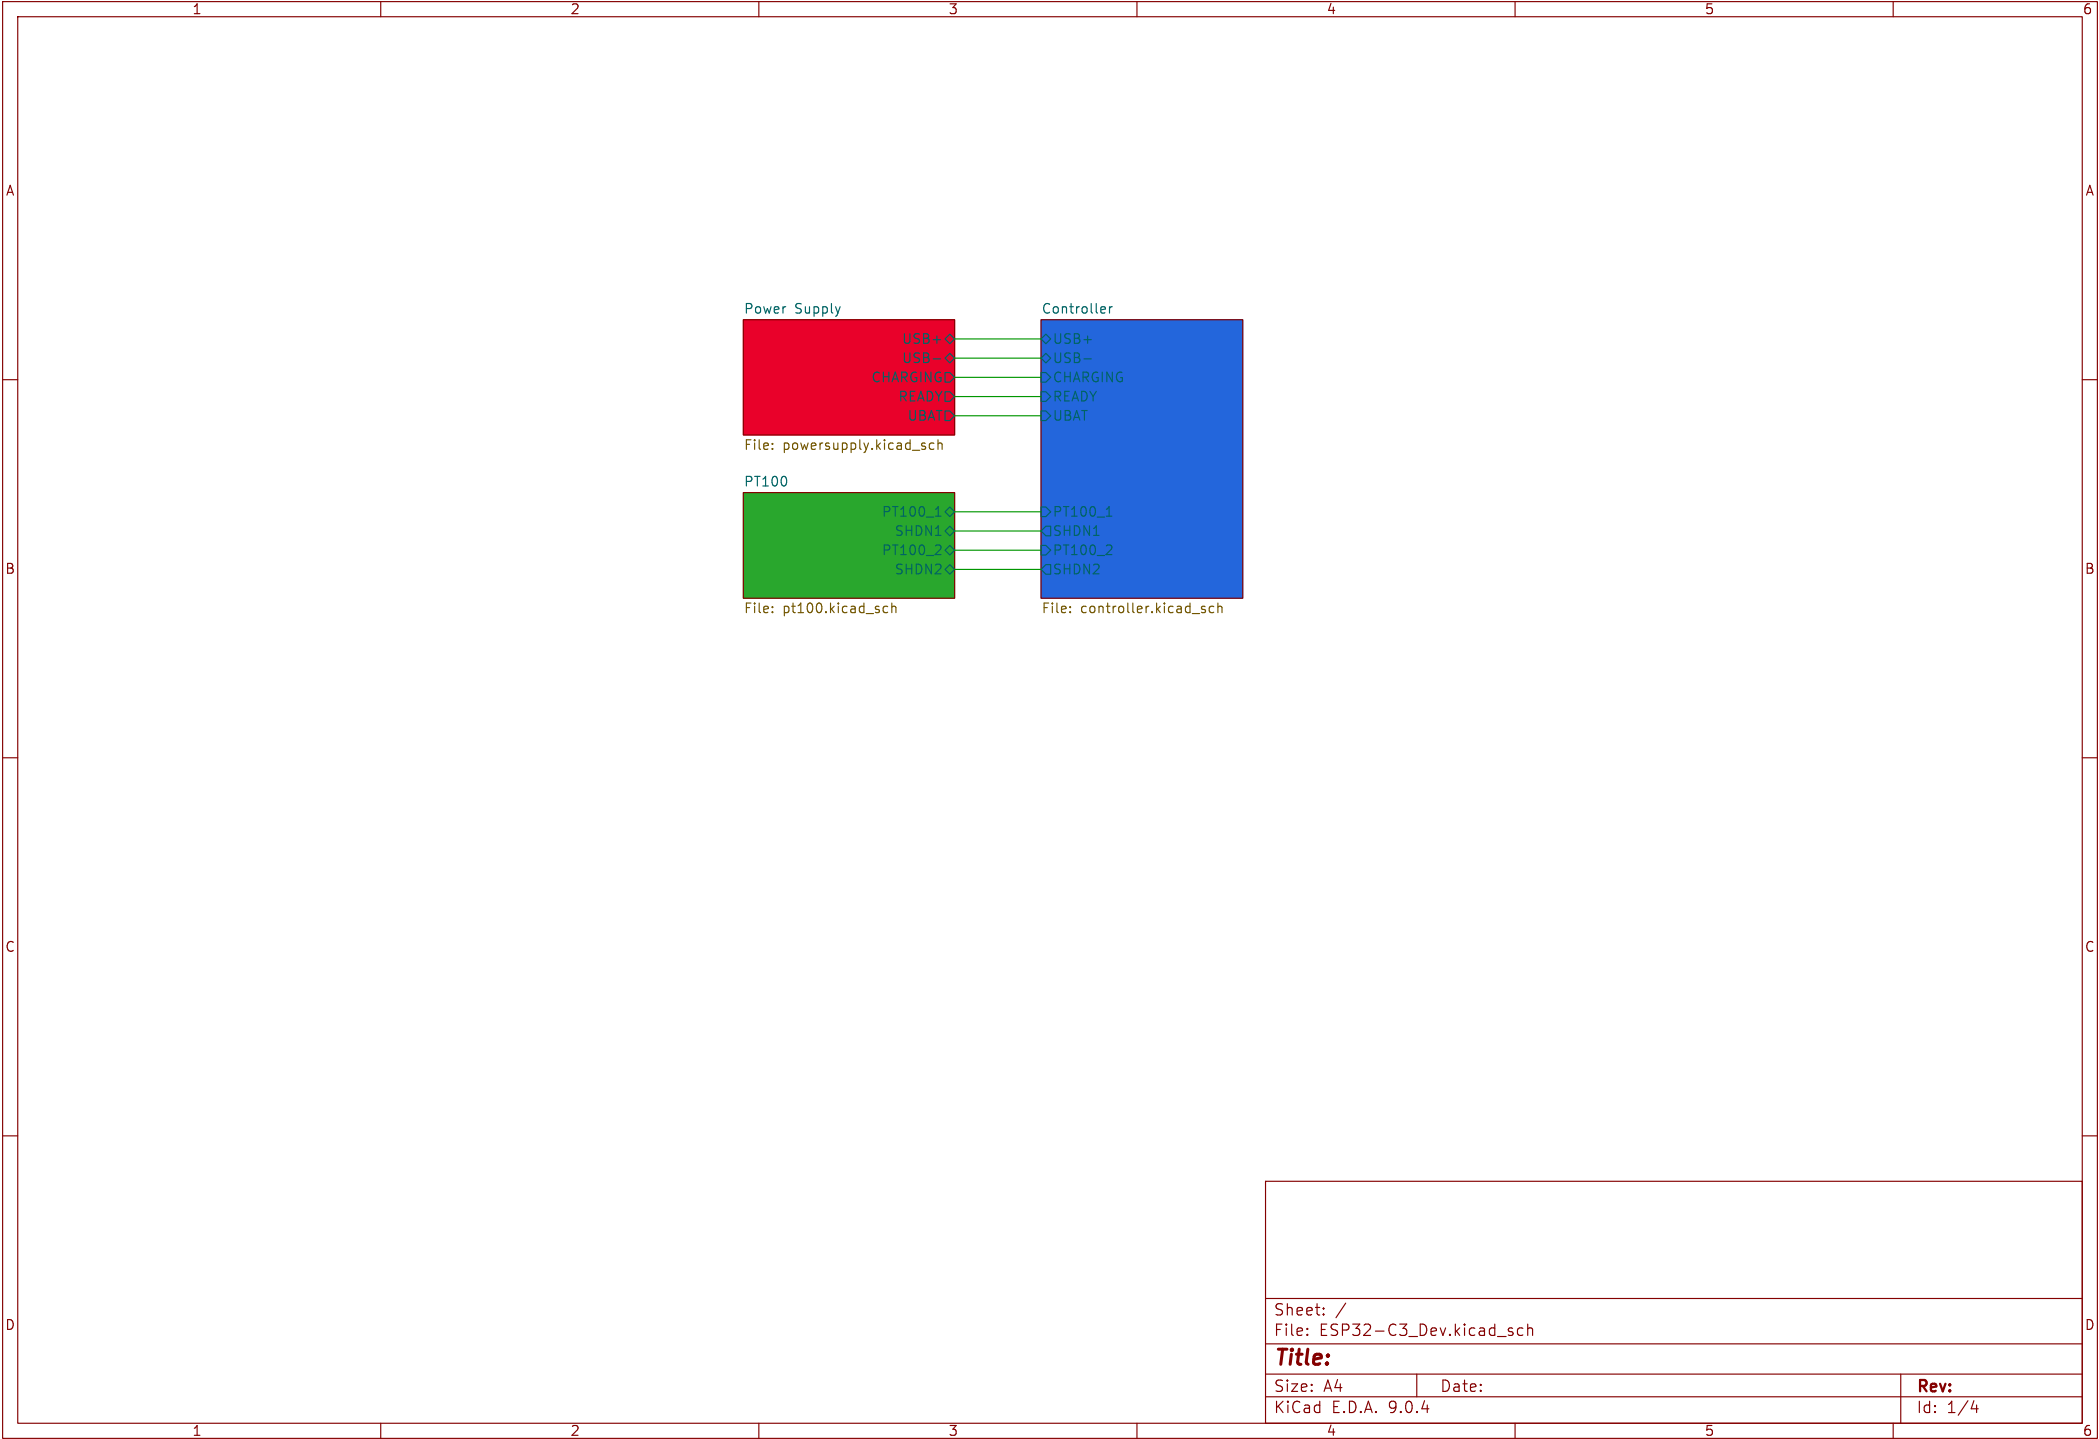 1 2 3 4 5 6
A A
Power Supply
USB+
USB-
CHARGING
READY
UBAT
File: powersupply.kicad_sch
Controller
USB+
USB-
CHARGING
READY
UBAT
PT100_1
SHDN1
PT100_2
SHDN2
File: controller.kicad_sch
PT100
PT100_1
SHDN1
PT100_2
SHDN2
File: pt100.kicad_sch
B B
C C
D D
Sheet: /
File: ESP32-C3_Dev.kicad_sch
Title:
Size: A4 Date: Rev:
KiCad E.D.A. 9.0.4 Id: 1/4
1 2 3 4 5 6